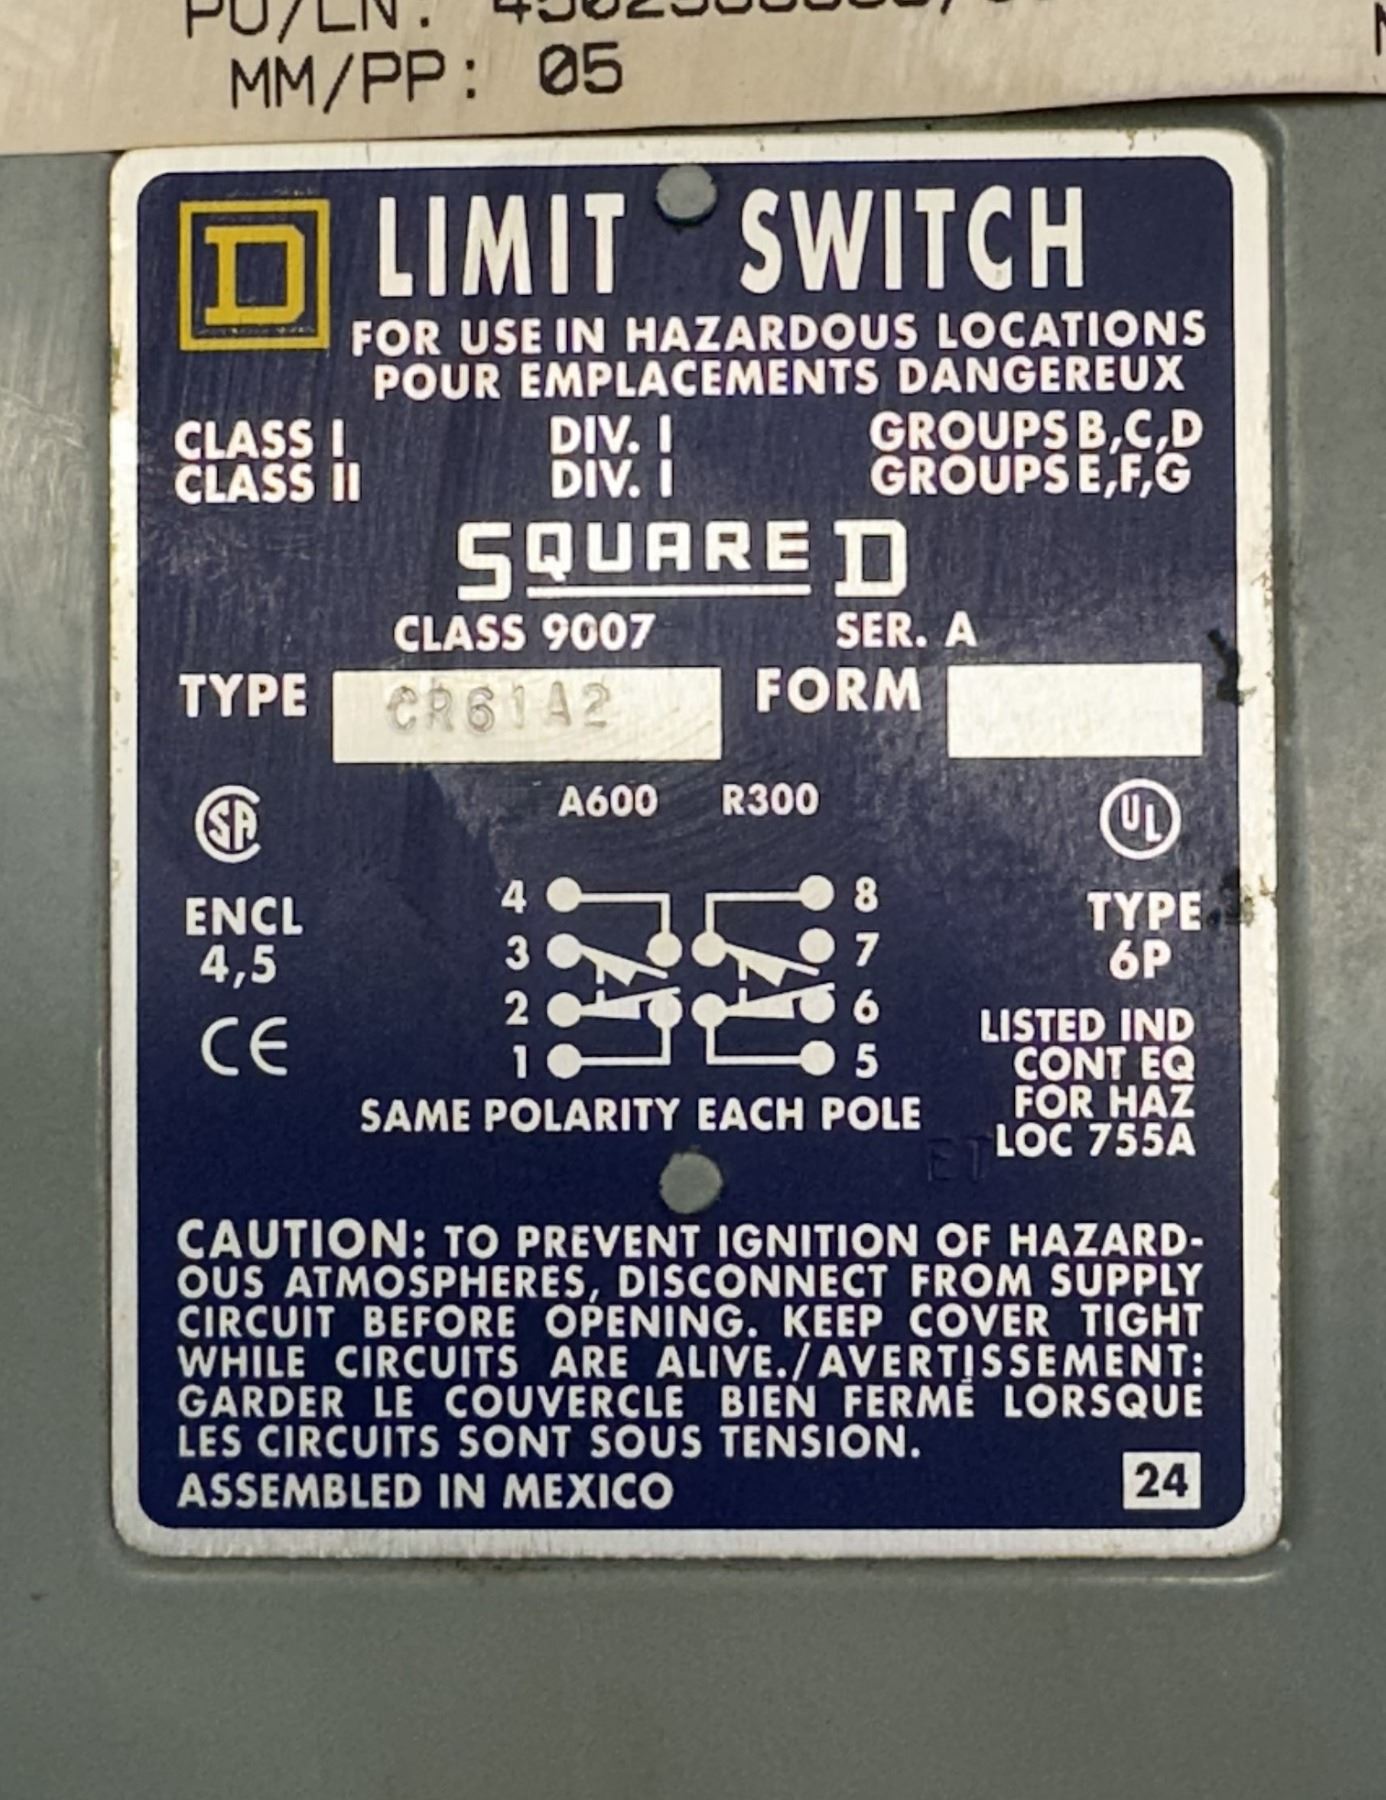 MM/PP: 05
D LIMIT SWITCH
FOR USE IN HAZARDOUS LOCATIONS
POUR EMPLACEMENTS DANGEREUX
CLASS I DIV. I GROUPS B,C,D
CLASS II DIV. I GROUPS E,F,G
SQUARE D
CLASS 9007 SER. A
TYPE CR61A2 FORM
A600 R300
SA UL
4 8
ENCL TYPE
3 7
4,5 6P
2 6
CE LISTED IND
1 5 CONT EQ
FOR HAZ
SAME POLARITY EACH POLE
LOC 755A
ET
CAUTION: TO PREVENT IGNITION OF HAZARD-
OUS ATMOSPHERES, DISCONNECT FROM SUPPLY
CIRCUIT BEFORE OPENING. KEEP COVER TIGHT
WHILE CIRCUITS ARE ALIVE./AVERTISSEMENT:
GARDER LE COUVERCLE BIEN FERMÉ LORSQUE
LES CIRCUITS SONT SOUS TENSION.
ASSEMBLED IN MEXICO 24